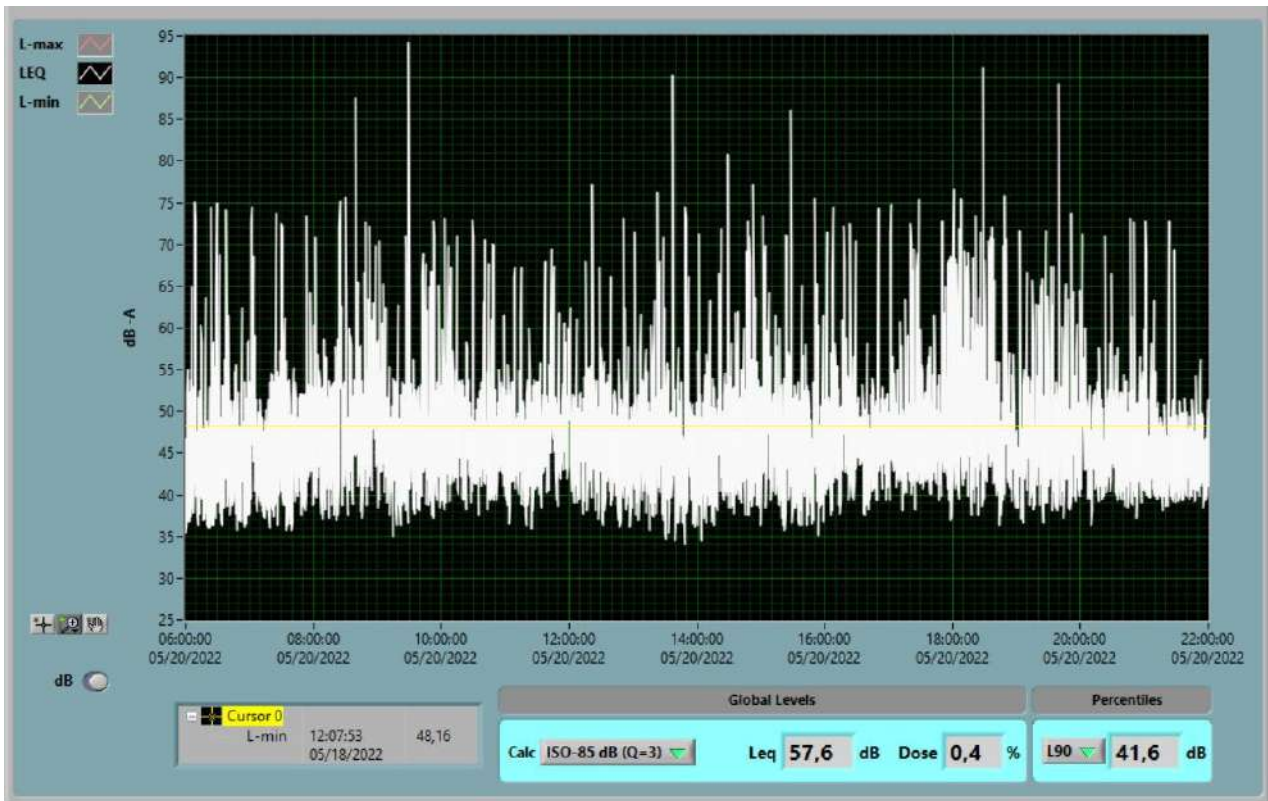 L-max
LEQ
L-min
95
90
85
80
75
70
65
60
55
50
45
40
35
30
25
dB -A
06:00:00 08:00:00 10:00:00 12:00:00 14:00:00 16:00:00 18:00:00 20:00:00 22:00:00
05/20/2022 05/20/2022 05/20/2022 05/20/2022 05/20/2022 05/20/2022 05/20/2022 05/20/2022 05/20/2022
dB
Cursor 0
L-min 12:07:53 48,16
05/18/2022
Global Levels
Calc ISO-85 dB (Q=3) Leq 57,6 dB Dose 0,4 %
Percentiles
L90 41,6 dB